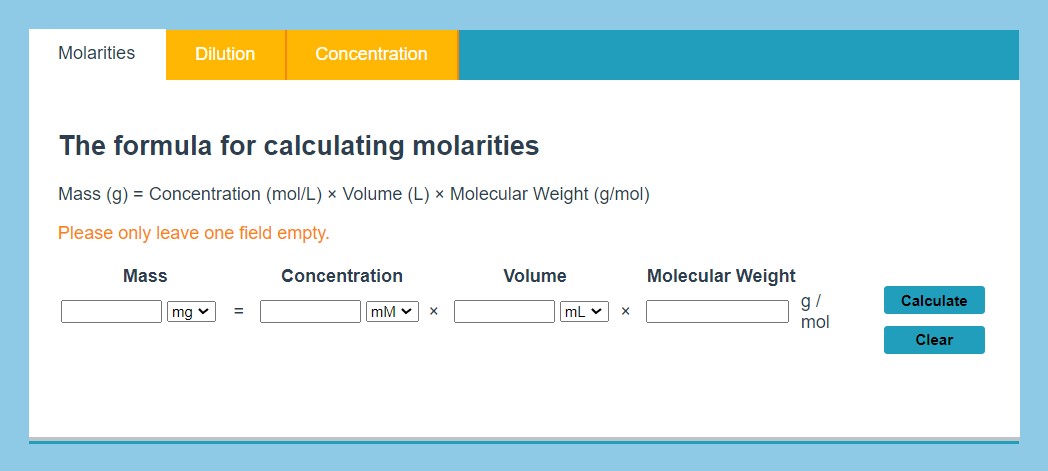 Molarities Dilution Concentration
The formula for calculating molarities
Mass (g) = Concentration (mol/L) × Volume (L) × Molecular Weight (g/mol)
Please only leave one field empty.
Mass Concentration Volume Molecular Weight
mg = mM × mL × g / mol
Calculate
Clear